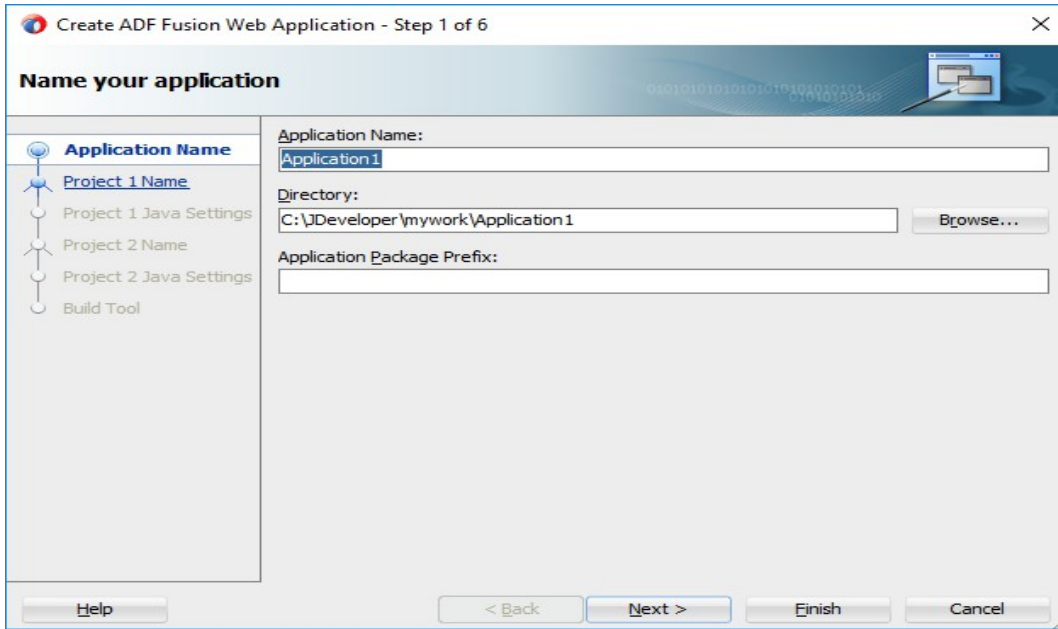 Create ADF Fusion Web Application - Step 1 of 6
Name your application
Application Name
Project 1 Name
Project 1 Java Settings
Project 2 Name
Project 2 Java Settings
Build Tool
Application Name:
Application1
Directory:
C:\JDeveloper\mywork\Application1
Browse...
Application Package Prefix:
Help
< Back
Next >
Finish
Cancel